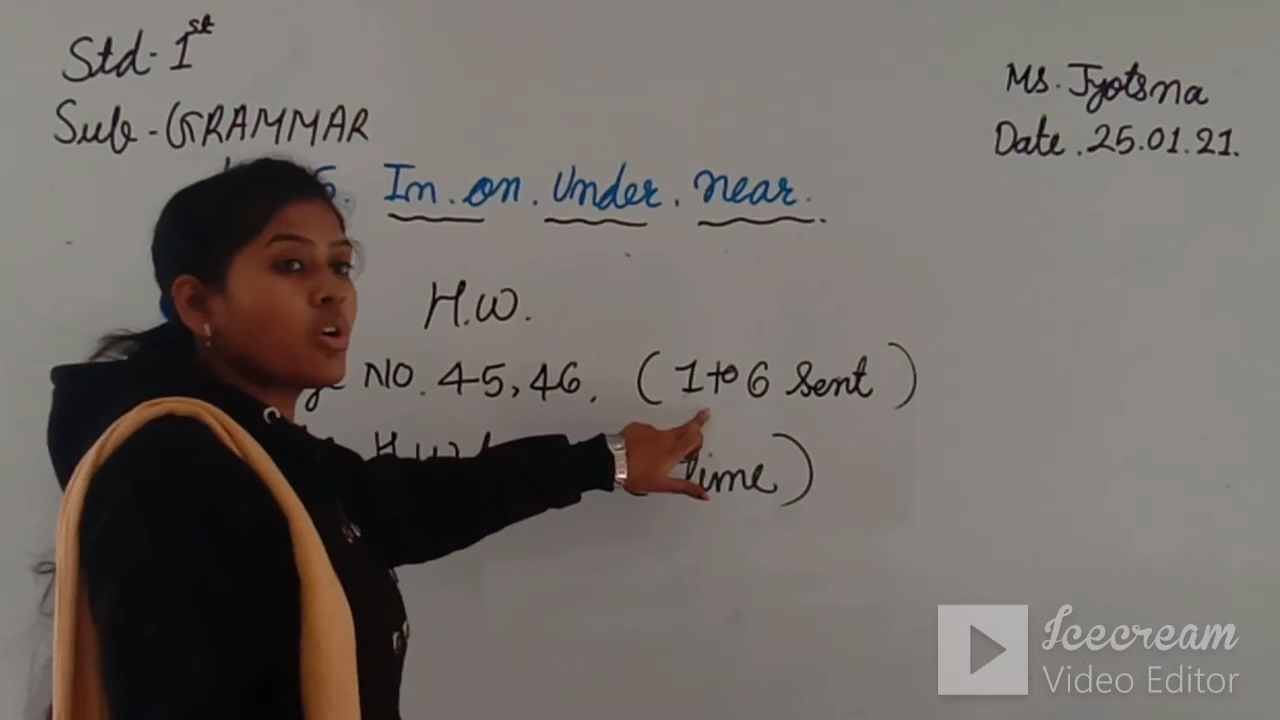 Std-1st
Sub-GRAMMAR
Ms. Jyotsna
Date.25.01.21.
In.on.Under.near.
H.W.
NO.45,46. (1 to 6 Sent)
H.W
time)
Icecream
Video Editor